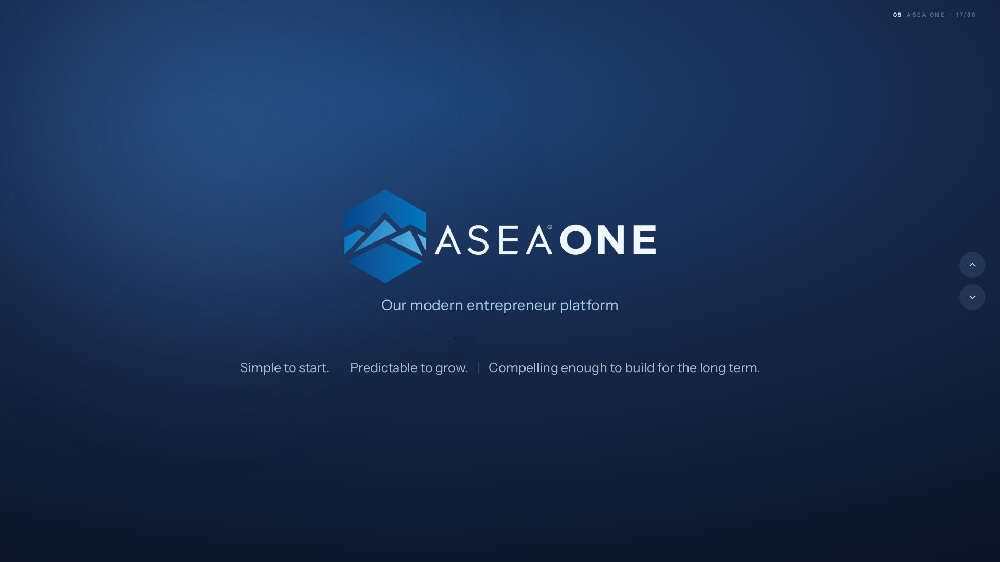 05 ASEA ONE · 17/86
ASEA® ONE
Our modern entrepreneur platform
Simple to start. Predictable to grow. Compelling enough to build for the long term.